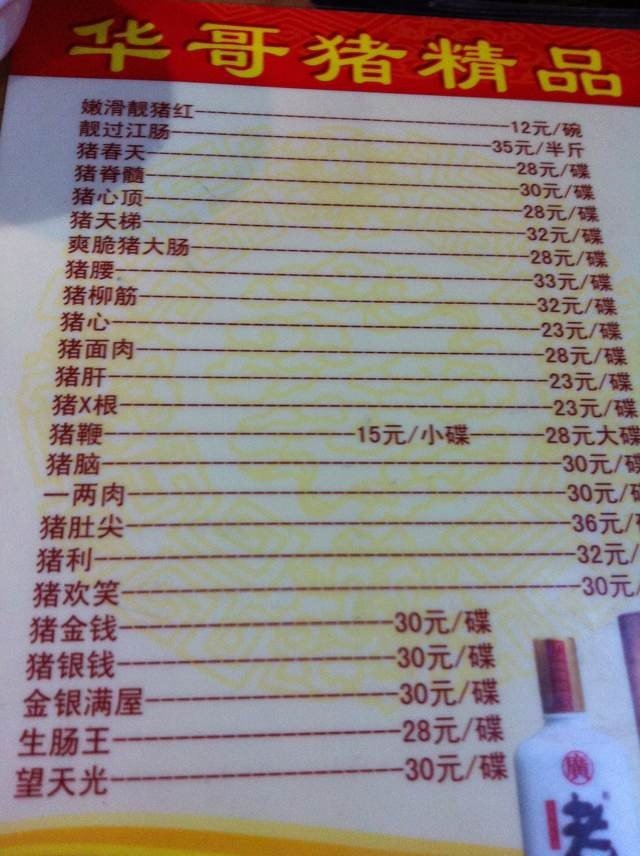 华哥猪精品
嫩滑靓猪红 12元/碗
靓过江肠 35元/半斤
猪春天 28元/碟
猪脊髓 30元/碟
猪心顶 28元/碟
猪天梯 32元/碟
爽脆猪大肠 28元/碟
猪腰 33元/碟
猪柳筋 32元/碟
猪心 23元/碟
猪面肉 28元/碟
猪肝 23元/碟
猪X根 23元/碟
猪鞭 15元/小碟 28元大碟
猪脑 30元/碟
一两肉 30元/碟
猪肚尖 36元/
猪利 32元/
猪欢笑 30元/
猪金钱 30元/碟
猪银钱 30元/碟
金银满屋 30元/碟
生肠王 28元/碟
望天光 30元/碟
廣
老